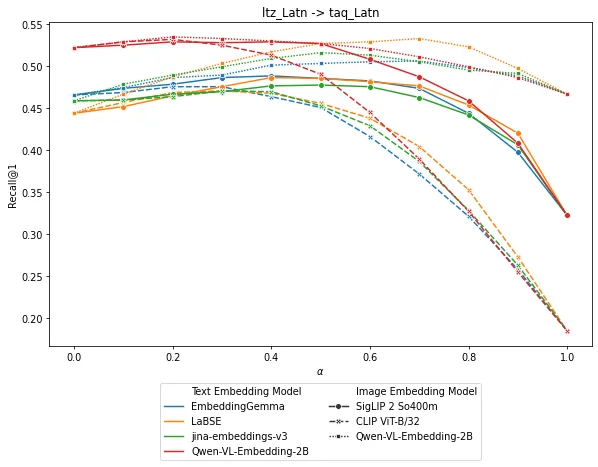 ltz_Latn -> taq_Latn
Recall@1
0.55
0.50
0.45
0.40
0.35
0.30
0.25
0.20
0.0 0.2 0.4 0.6 0.8 1.0
α
Text Embedding Model
EmbeddingGemma
LaBSE
jina-embeddings-v3
Qwen-VL-Embedding-2B
Image Embedding Model
SigLIP 2 So400m
CLIP ViT-B/32
Qwen-VL-Embedding-2B